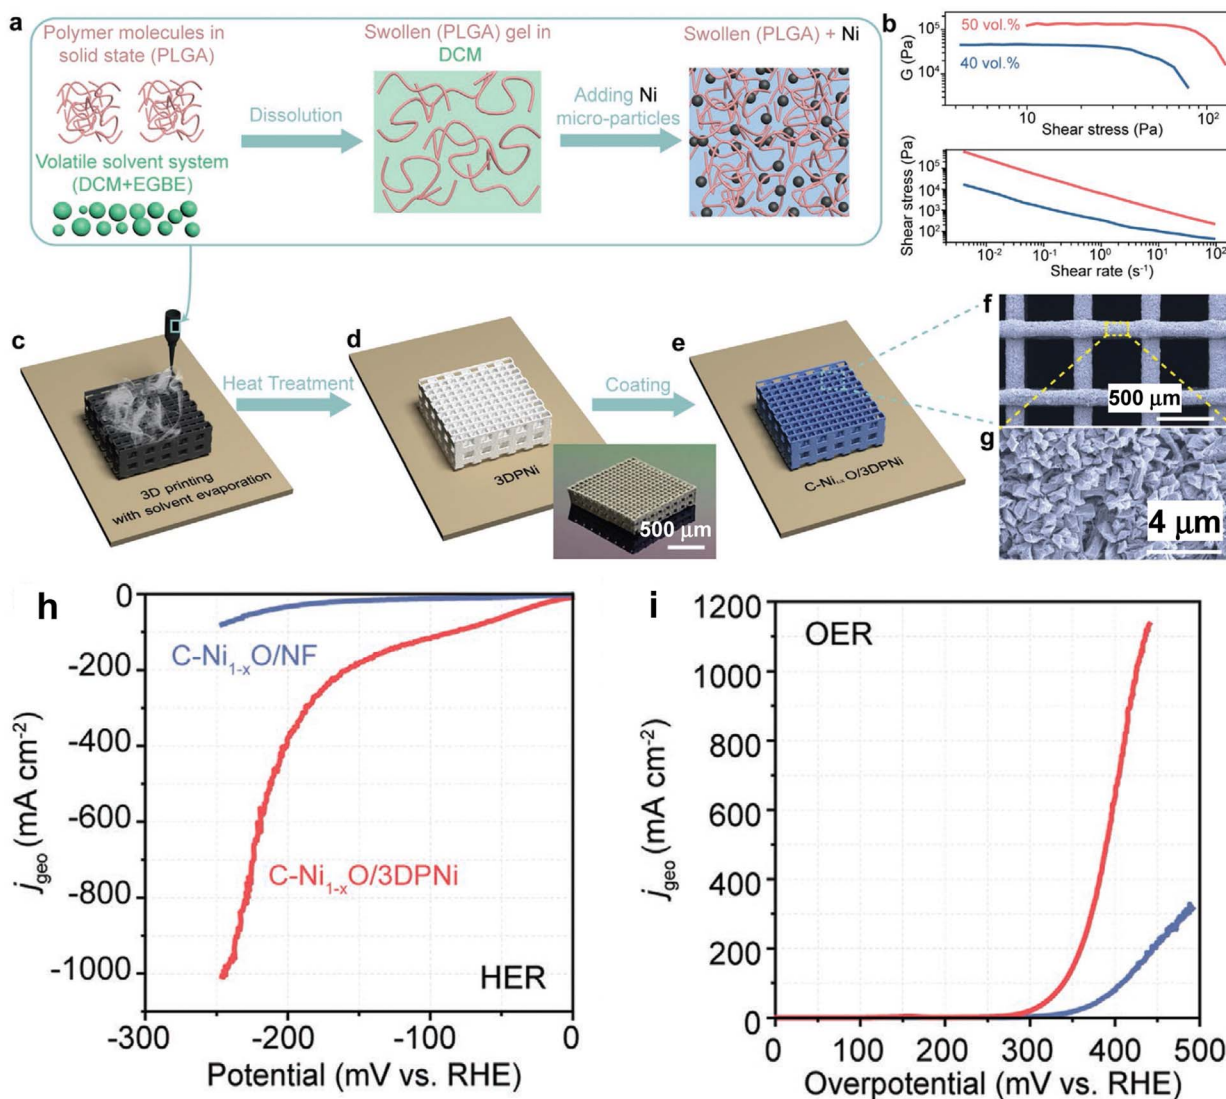 a
Polymer molecules in
solid state (PLGA)
Volatile solvent system
(DCM+EGBE)
Dissolution
Swollen (PLGA) gel in
DCM
Adding Ni
micro-particles
Swollen (PLGA) + Ni
b
G (Pa)
10⁵
10⁴
50 vol.%
40 vol.%
10
10²
Shear stress (Pa)
Shear stress (Pa)
10⁵
10⁴
10³
10²
10⁻² 10⁻¹ 10⁰ 10¹ 10²
Shear rate (s⁻¹)
c
3D printing
with solvent evaporation
Heat Treatment
d
3DPNi
500 μm
Coating
e
C-Ni₁₋ₓO/3DPNi
f
500 μm
g
4 μm
h
0
-200
-400
-600
-800
-1000
j geo (mA cm⁻²)
C-Ni₁₋ₓO/NF
C-Ni₁₋ₓO/3DPNi
HER
-300 -200 -100 0
Potential (mV vs. RHE)
i
1200
1000
800
600
400
200
0
j geo (mA cm⁻²)
OER
0 100 200 300 400 500
Overpotential (mV vs. RHE)